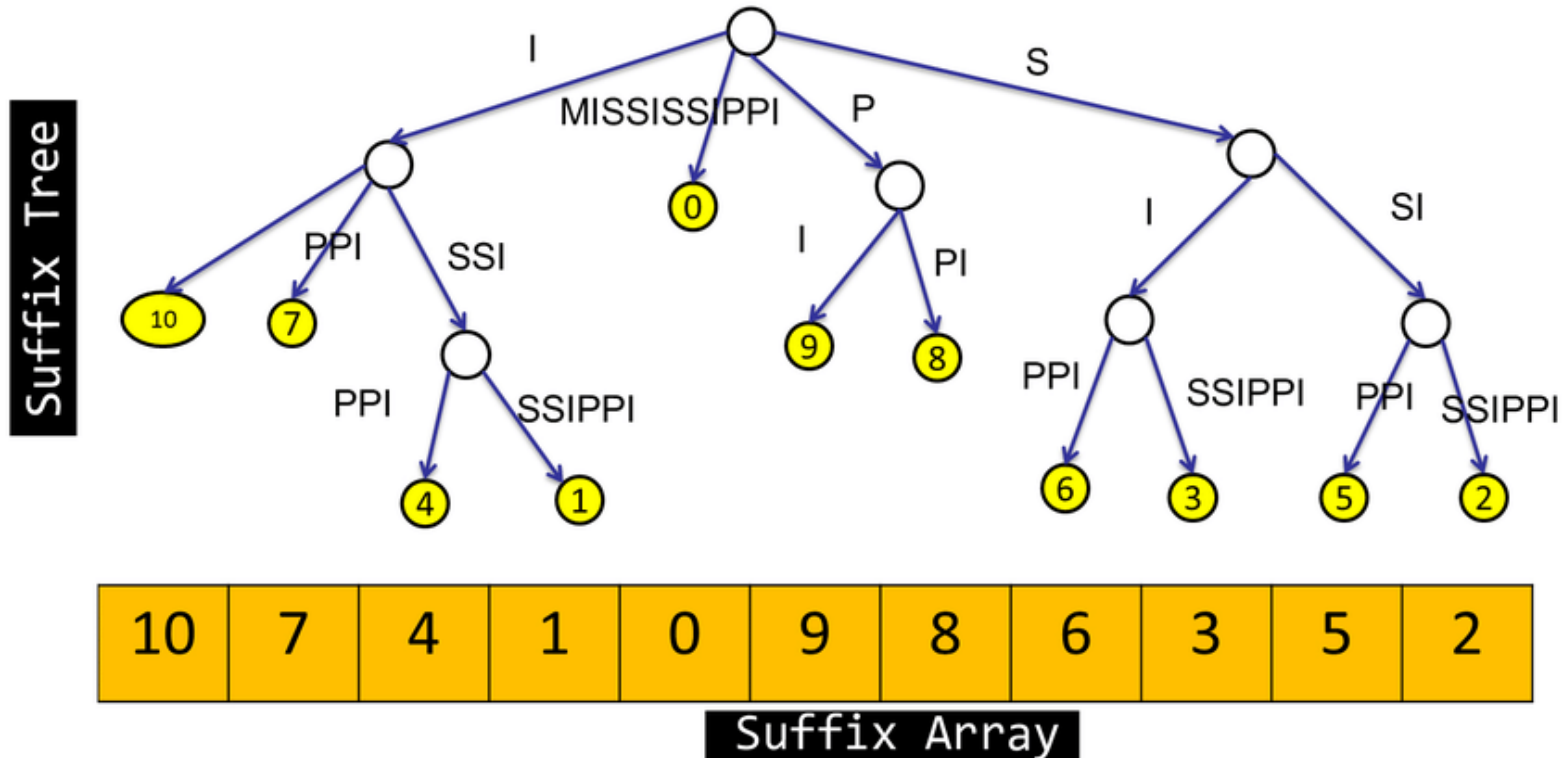 Suffix Tree
I
S
MISSISSIPPI
P
0
I
SI
PPI
SSI
I
PI
10
7
9
8
PPI
SSIPPI
PPI
SSIPPI
PPI
SSIPPI
4
1
6
3
5
2
10 7 4 1 0 9 8 6 3 5 2
Suffix Array